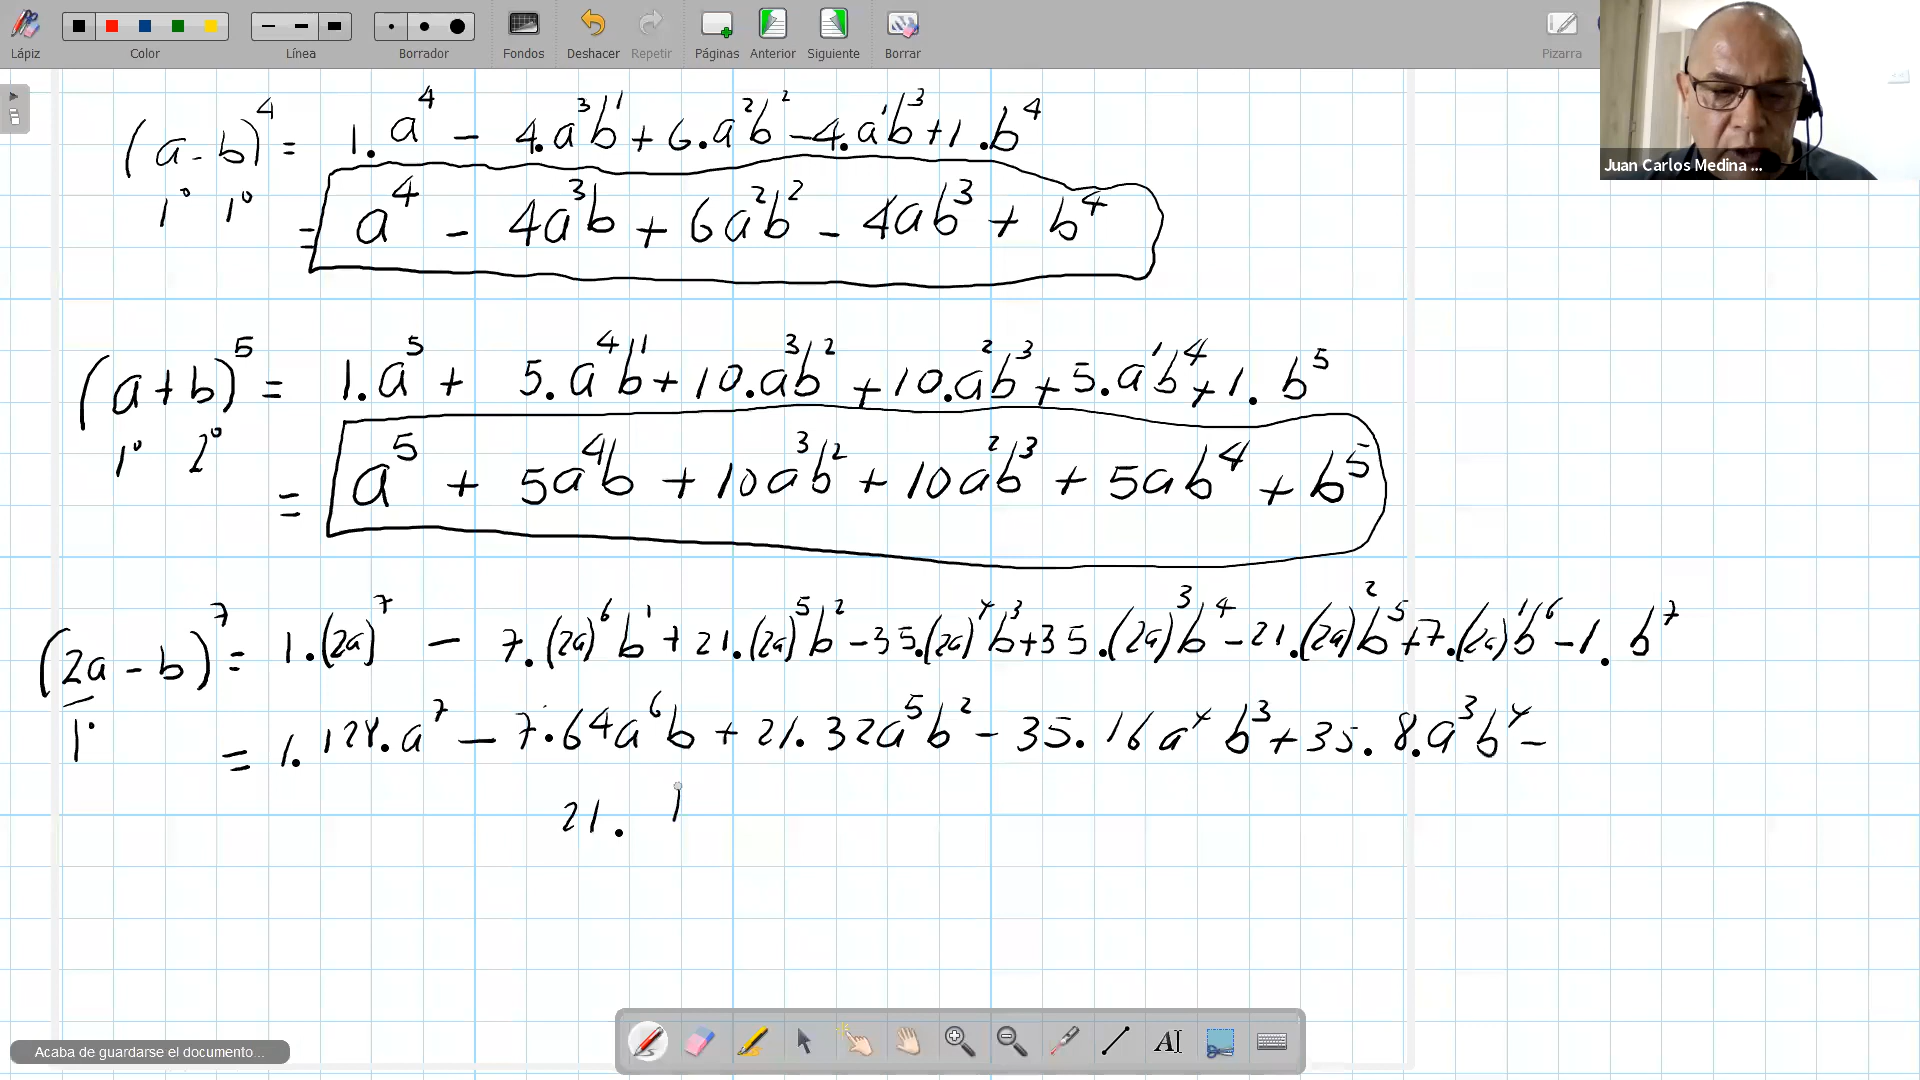 Lápiz Color Línea Borrador Fondos Deshacer Repetir Páginas Anterior Siguiente Borrar Pizarra
Juan Carlos Medina ...
(a - b)⁴ = 1.a⁴ - 4.a³b¹ + 6.a²b² - 4.a¹b³ + 1.b⁴
1° 1°
= a⁴ - 4a³b + 6a²b² - 4ab³ + b⁴
(a + b)⁵ = 1.a⁵ + 5.a⁴b¹ + 10.a³b² + 10.a²b³ + 5.a¹b⁴ + 1.b⁵
1° 2°
= a⁵ + 5a⁴b + 10a³b² + 10a²b³ + 5ab⁴ + b⁵
(2a - b)⁷ = 1.(2a)⁷ - 7.(2a)⁶b¹ + 21.(2a)⁵b² - 35.(2a)⁴b³ + 35.(2a)³b⁴ - 21.(2a)²b⁵ + 7.(2a)¹b⁶ - 1.b⁷
1°
= 1.128.a⁷ - 7.64a⁶b + 21.32a⁵b² - 35.16a⁴b³ + 35.8.a³b⁴ -
21.
Acaba de guardarse el documento...